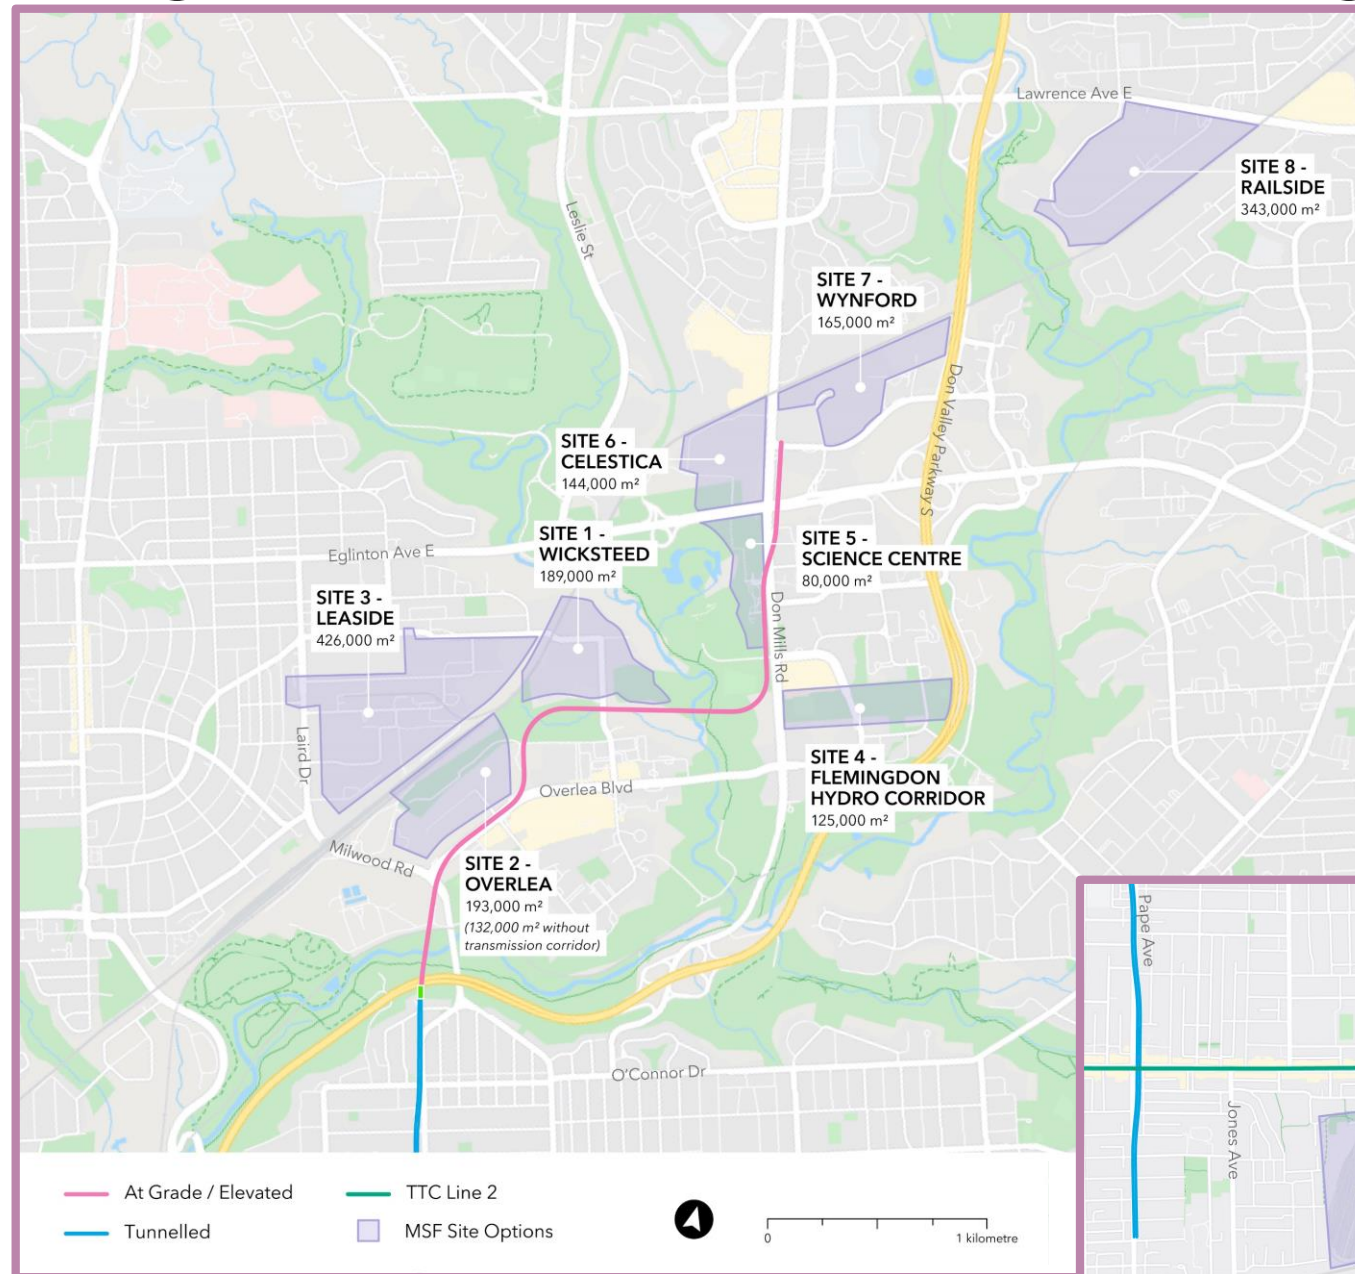 Lawrence Ave E
SITE 8 -
RAILSIDE
343,000 m²
Leslie St
SITE 7 -
WYNFORD
165,000 m²
Don Valley Parkway S
SITE 6 -
CELESTICA
144,000 m²
SITE 1 -
WICKSTEED
189,000 m²
SITE 5 -
SCIENCE CENTRE
80,000 m²
Eglinton Ave E
SITE 3 -
LEASIDE
426,000 m²
Don Mills Rd
Laird Dr
SITE 4 -
FLEMINGDON
HYDRO CORRIDOR
125,000 m²
Overlea Blvd
Milwood Rd
SITE 2 -
OVERLEA
193,000 m²
(132,000 m² without
transmission corridor)
O'Connor Dr
Pape Ave
Jones Ave
At Grade / Elevated
TTC Line 2
Tunnelled
MSF Site Options
0
1 kilometre